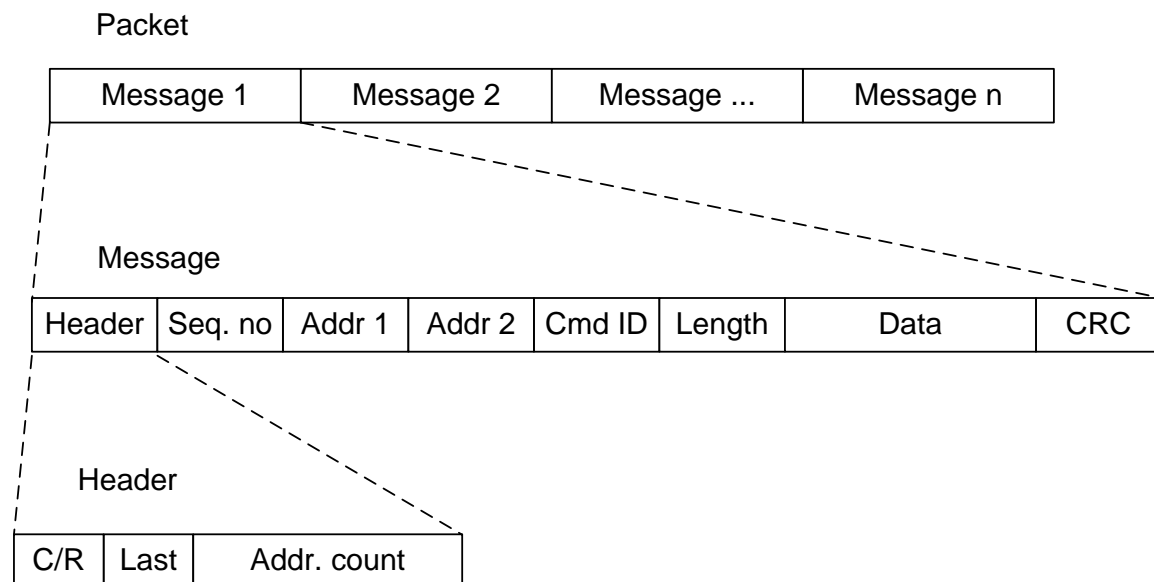 Packet
Message 1 Message 2 Message ... Message n
Message
Header Seq. no Addr 1 Addr 2 Cmd ID Length Data CRC
Header
C/R Last Addr. count